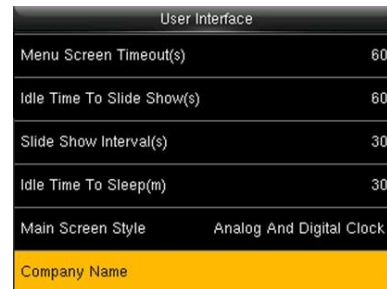 User Interface
Menu Screen Timeout(s) 60
Idle Time To Slide Show(s) 60
Slide Show Interval(s) 30
Idle Time To Sleep(m) 30
Main Screen Style Analog And Digital Clock
Company Name